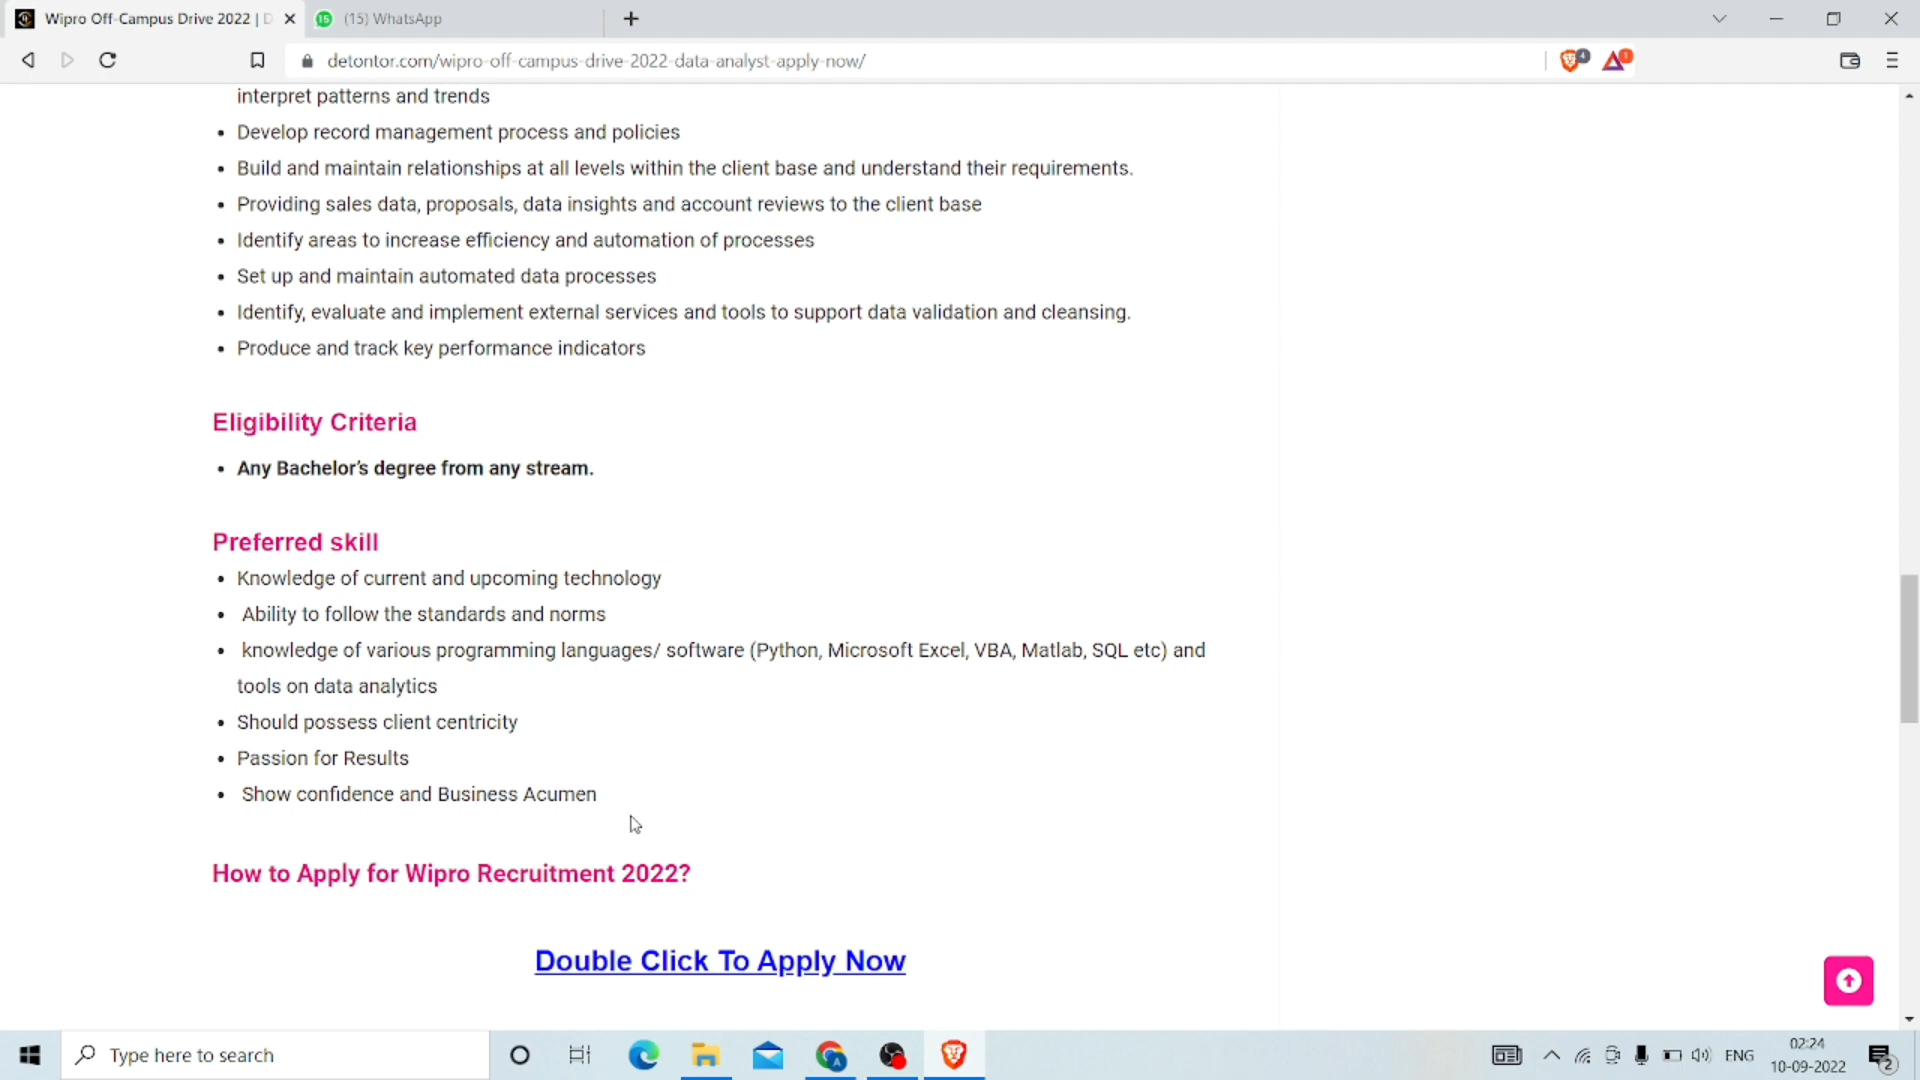 Wipro Off-Campus Drive 2022 | D
15
(15) WhatsApp
detontor.com/wipro-off-campus-drive-2022-data-analyst-apply-now/
4
1
interpret patterns and trends
• Develop record management process and policies
• Build and maintain relationships at all levels within the client base and understand their requirements.
• Providing sales data, proposals, data insights and account reviews to the client base
• Identify areas to increase efficiency and automation of processes
• Set up and maintain automated data processes
• Identify, evaluate and implement external services and tools to support data validation and cleansing.
• Produce and track key performance indicators
Eligibility Criteria
• Any Bachelor’s degree from any stream.
Preferred skill
• Knowledge of current and upcoming technology
• Ability to follow the standards and norms
• knowledge of various programming languages/ software (Python, Microsoft Excel, VBA, Matlab, SQL etc) and
tools on data analytics
• Should possess client centricity
• Passion for Results
• Show confidence and Business Acumen
How to Apply for Wipro Recruitment 2022?
Double Click To Apply Now
Type here to search
A
ENG
02:24
10-09-2022
2